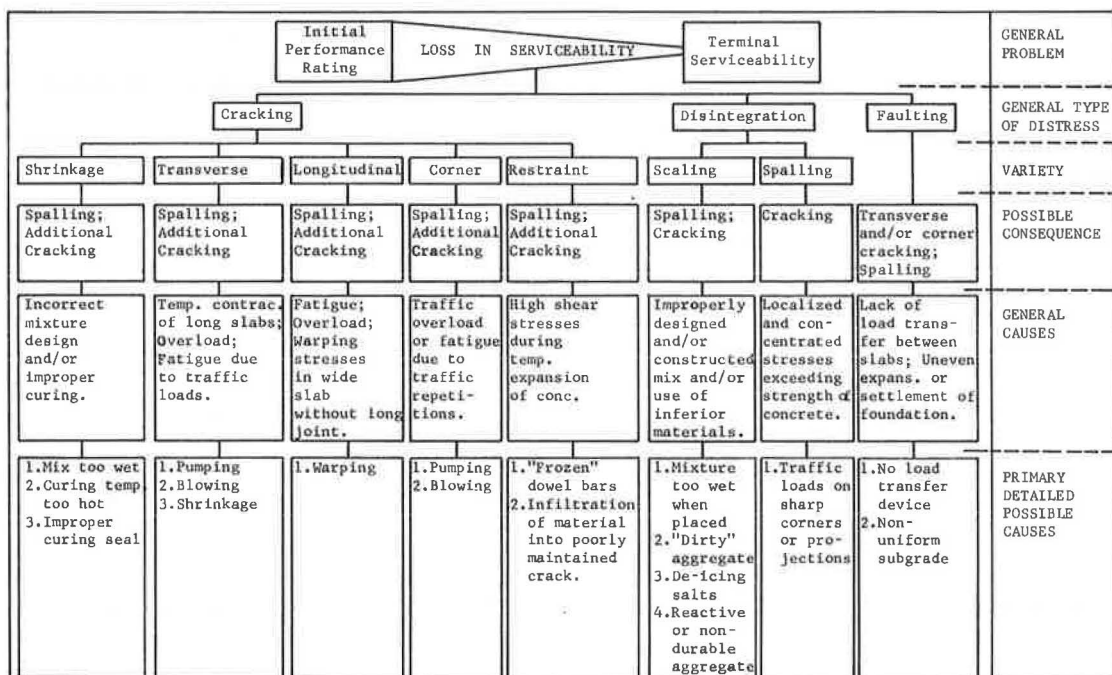 Initial
Performance
Rating
LOSS IN SERVICEABILITY
Terminal
Serviceability
GENERAL
PROBLEM
Cracking
Disintegration
Faulting
GENERAL TYPE
OF DISTRESS
Shrinkage
Transverse
Longitudinal
Corner
Restraint
Scaling
Spalling
VARIETY
Spalling;
Additional
Cracking
Spalling;
Additional
Cracking
Spalling;
Additional
Cracking
Spalling;
Additional
Cracking
Spalling;
Additional
Cracking
Spalling;
Cracking
Cracking
Transverse
and/or corner
cracking;
Spalling
POSSIBLE
CONSEQUENCE
Incorrect
mixture
design
and/or
improper
curing.
Temp. contrac.
of long slabs;
Overload;
Fatigue due
to traffic
loads.
Fatigue;
Overload;
Warping
stresses
in wide
slab
without long
joint.
Traffic
overload
or fatigue
due to
traffic
repeti-
tions.
High shear
stresses
during
temp.
expansion
of conc.
Improperly
designed
and/or
constructed
mix and/or
use of
inferior
materials.
Localized
and con-
centrated
stresses
exceeding
strength of
concrete.
Lack of
load trans-
fer between
slabs; Uneven
expans. or
settlement of
foundation.
GENERAL
CAUSES
1.Mix too wet
2.Curing temp.
too hot
3.Improper
curing seal
1.Pumping
2.Blowing
3.Shrinkage
1.Warping
1.Pumping
2.Blowing
1."Frozen"
dowel bars
2.Infiltration
of material
into poorly
maintained
crack.
1.Mixture
too wet
when
placed
2."Dirty"
aggregate
3.De-icing
salts
4.Reactive
or non-
durable
aggregate
1.Traffic
loads on
sharp
corners
or pro-
jections
1.No load
transfer
device
2.Non-
uniform
subgrade
PRIMARY
DETAILED
POSSIBLE
CAUSES